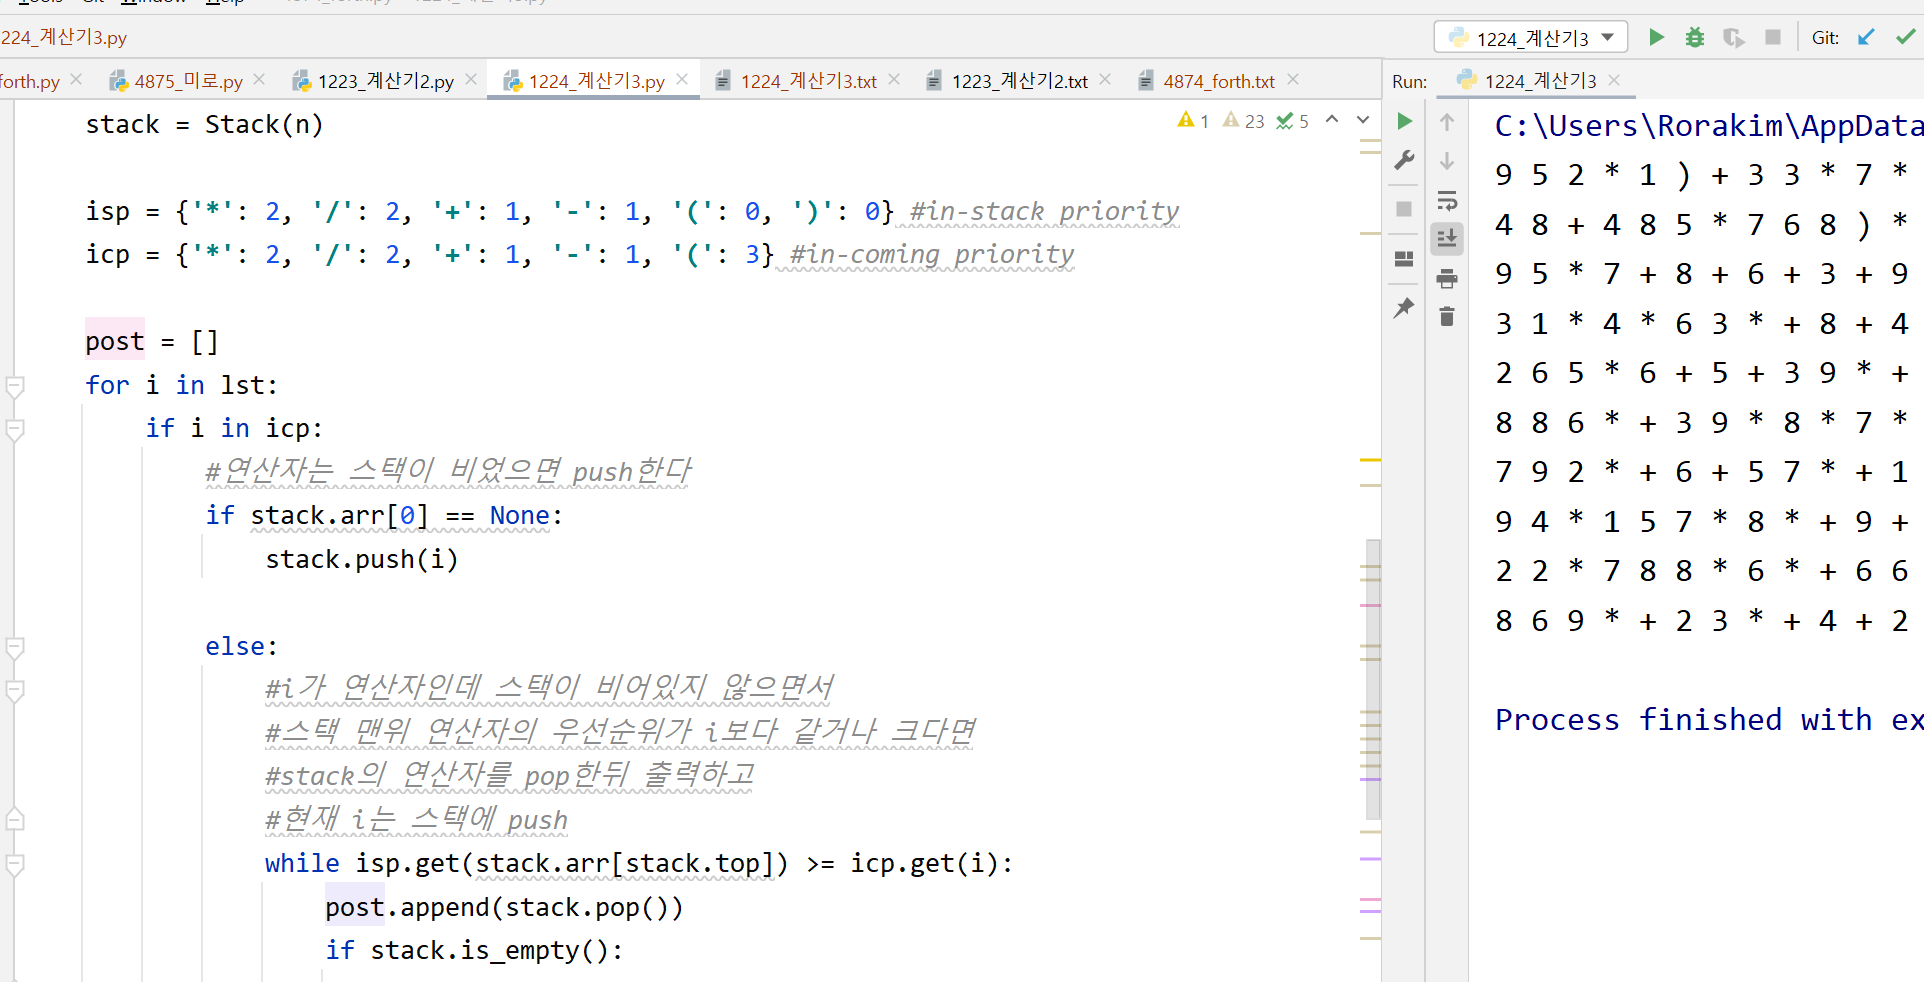 Tools Git Window Help
224_계산기3.py
1224_계산기3
Git:
forth.py
4875_미로.py
1223_계산기2.py
1224_계산기3.py
1224_계산기3.txt
1223_계산기2.txt
4874_forth.txt
Run:
1224_계산기3
1 23 5
stack = Stack(n)
isp = {'*': 2, '/': 2, '+': 1, '-': 1, '(': 0, ')': 0} #in-stack priority
icp = {'*': 2, '/': 2, '+': 1, '-': 1, '(': 3} #in-coming priority
post = []
for i in lst:
if i in icp:
#연산자는 스택이 비었으면 push한다
if stack.arr[0] == None:
stack.push(i)
else:
#i가 연산자인데 스택이 비어있지 않으면서
#스택 맨위 연산자의 우선순위가 i보다 같거나 크다면
#stack의 연산자를 pop한뒤 출력하고
#현재 i는 스택에 push
while isp.get(stack.arr[stack.top]) >= icp.get(i):
post.append(stack.pop())
if stack.is_empty():
C:\Users\Rorakim\AppData
9 5 2 * 1 ) + 3 3 * 7 *
4 8 + 4 8 5 * 7 6 8 ) *
9 5 * 7 + 8 + 6 + 3 + 9
3 1 * 4 * 6 3 * + 8 + 4
2 6 5 * 6 + 5 + 3 9 * +
8 8 6 * + 3 9 * 8 * 7 *
7 9 2 * + 6 + 5 7 * + 1
9 4 * 1 5 7 * 8 * + 9 +
2 2 * 7 8 8 * 6 * + 6 6
8 6 9 * + 2 3 * + 4 + 2
Process finished with ex